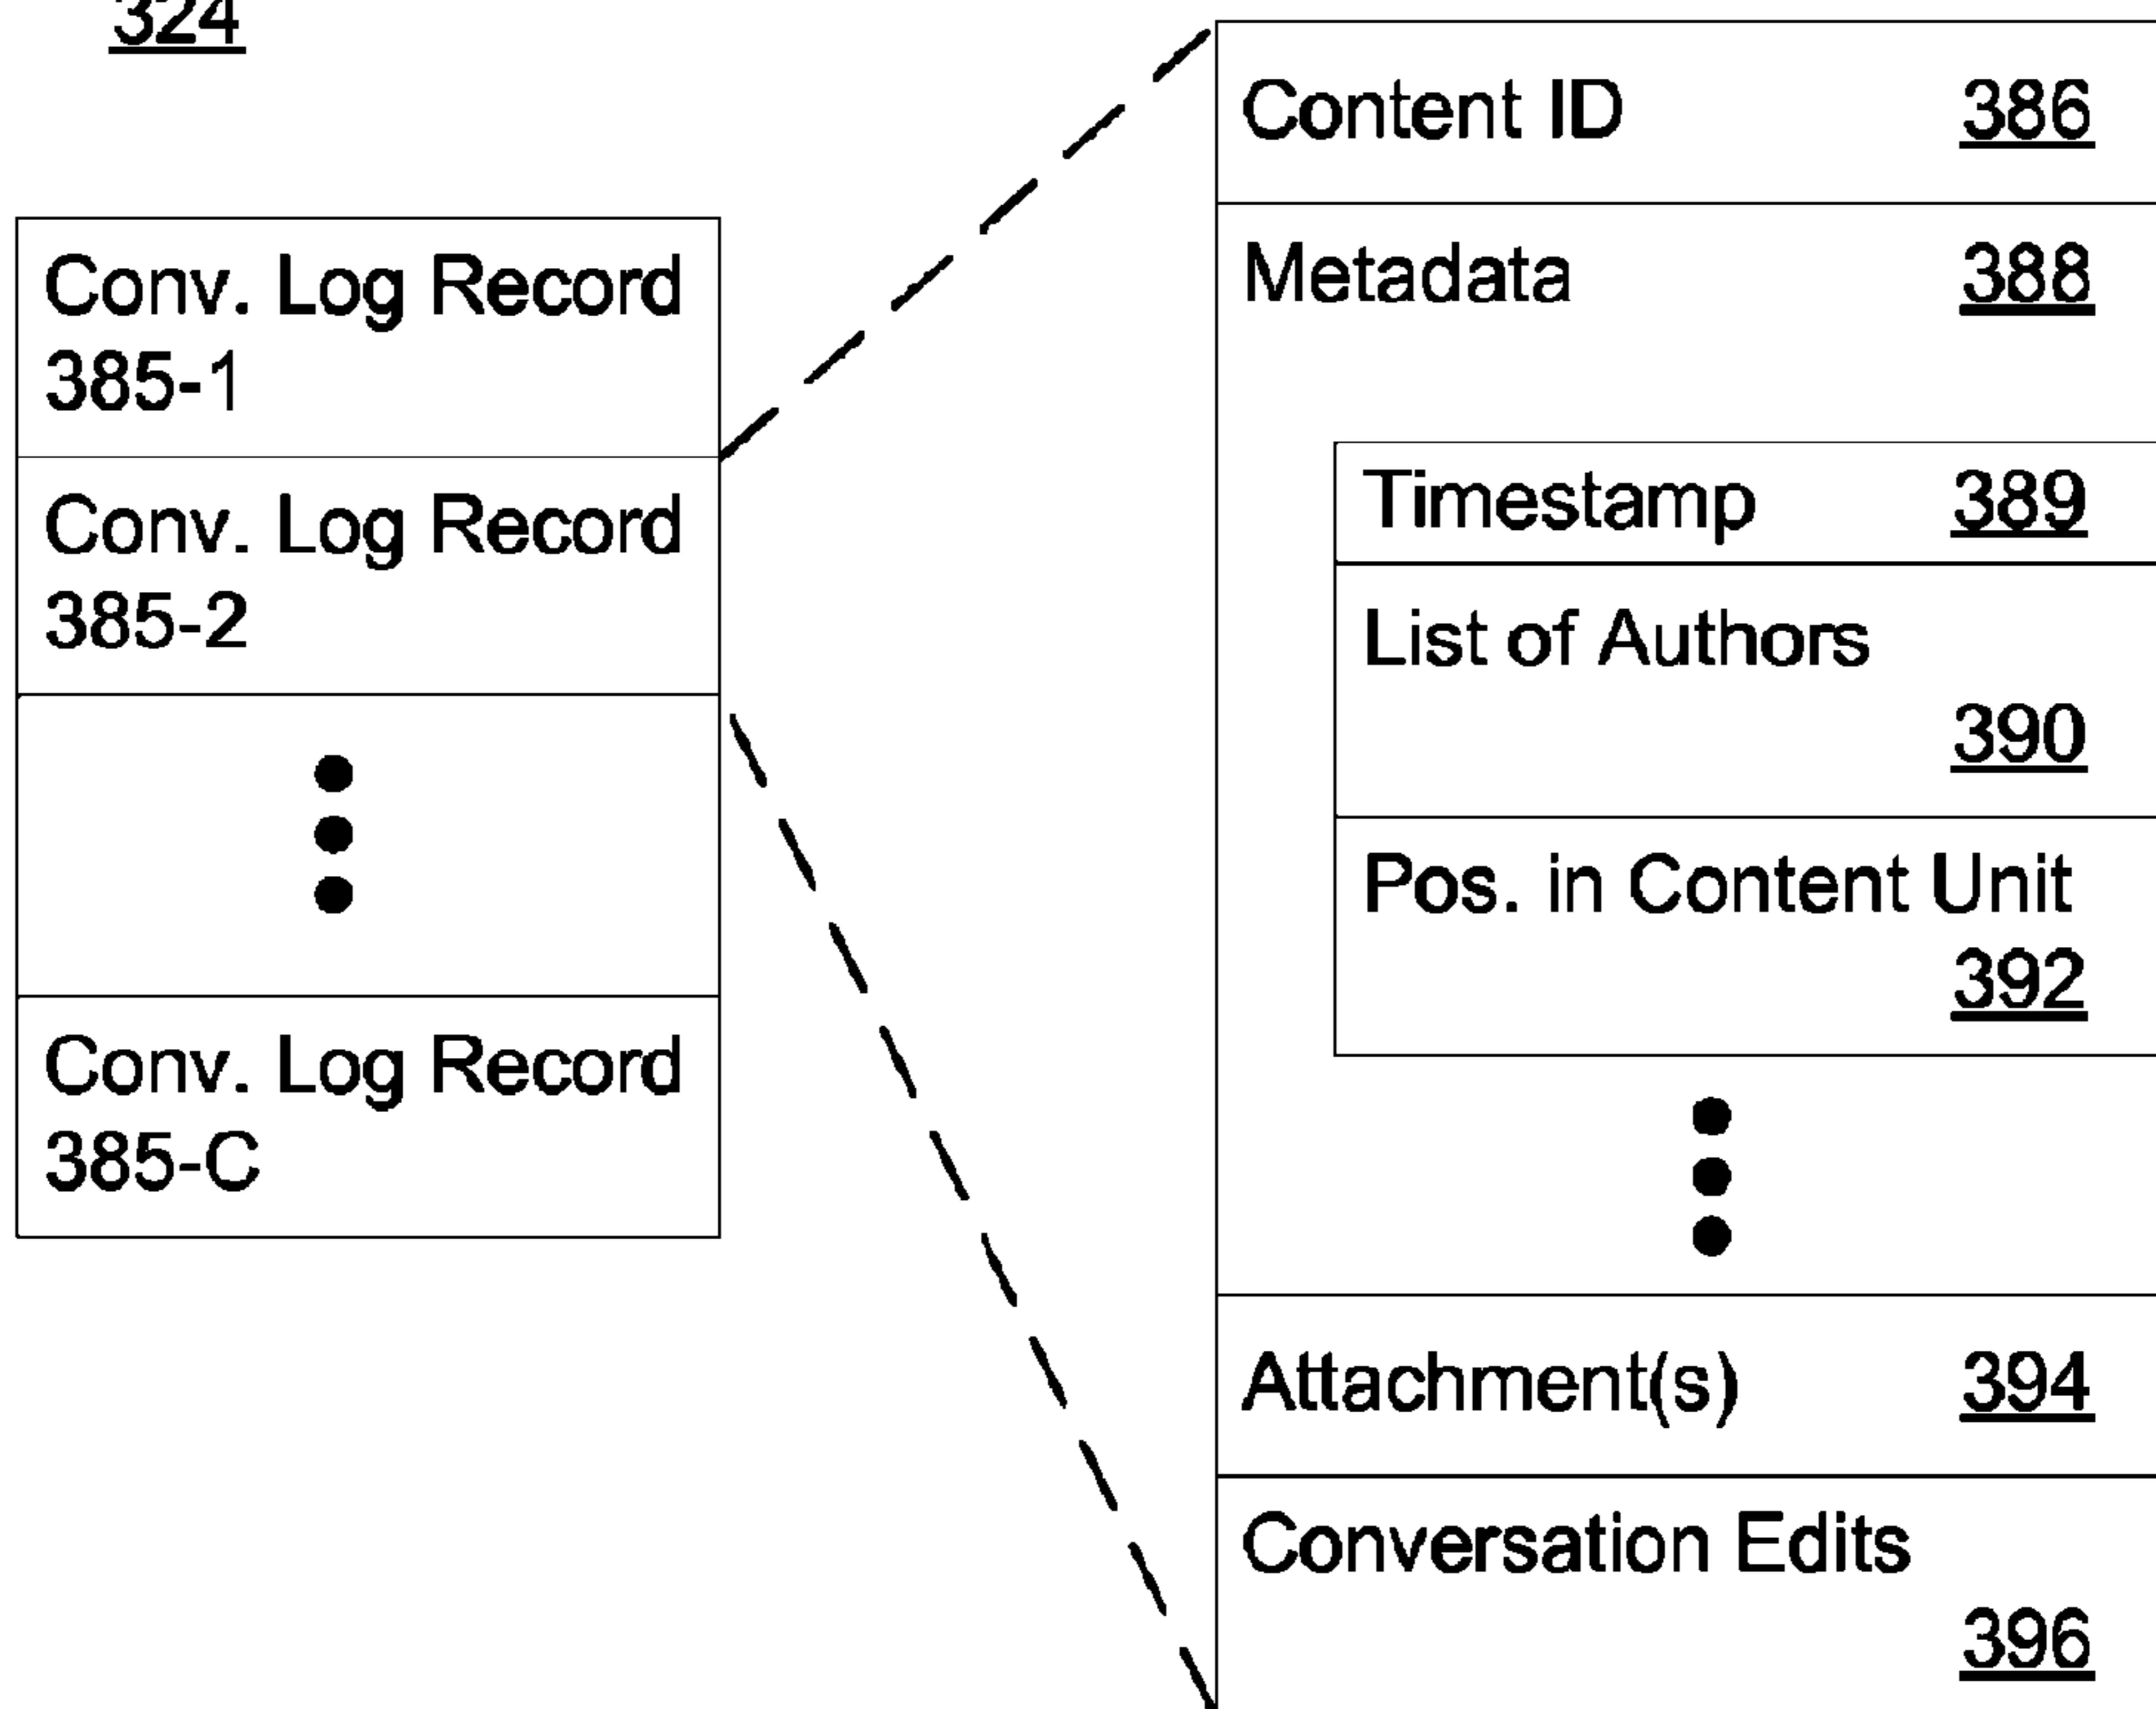 324
Conv. Log Record
385-1
Conv. Log Record
385-2
Conv. Log Record
385-C
Content ID 386
Metadata 388
Timestamp 389
List of Authors
390
Pos. in Content Unit
392
Attachment(s) 394
Conversation Edits
396